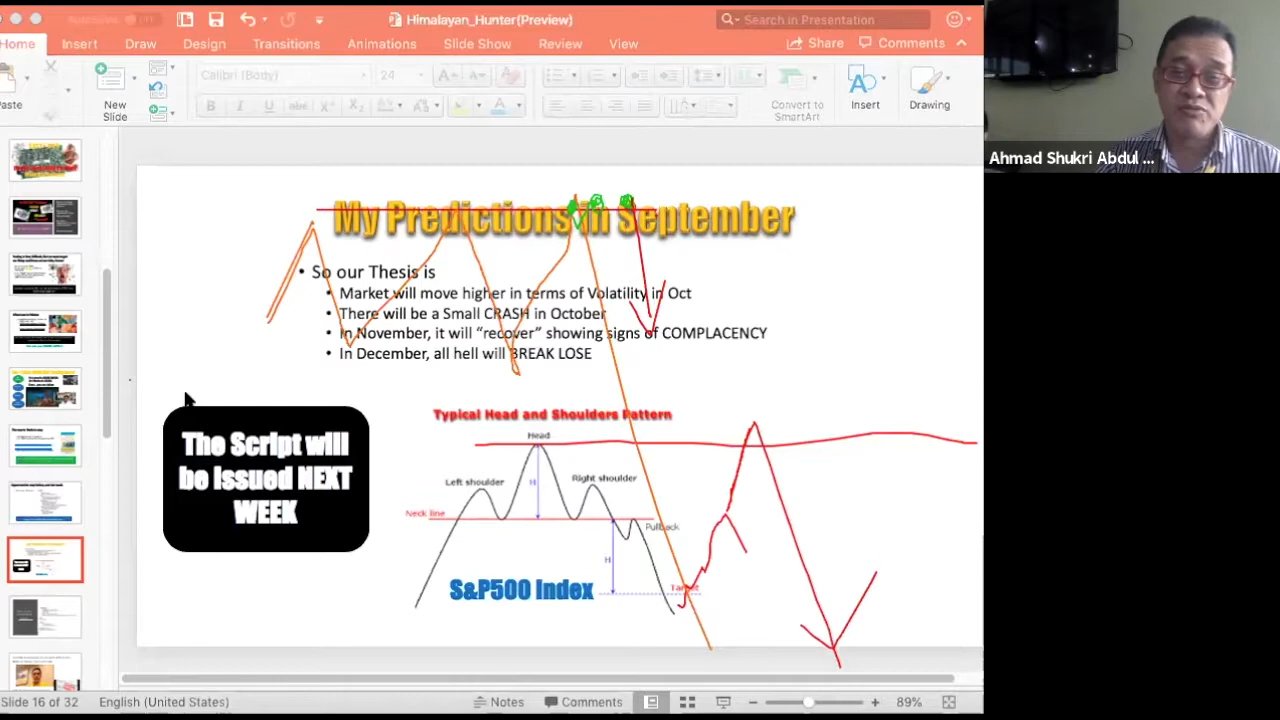 Himalayan_Hunter[Preview]
Search in Presentation
Home
Insert
Draw
Design
Transitions
Animations
Slide Show
Review
View
Share
Comments
Paste
New
Slide
Calibri (Body)
24
Convert to
SmartArt
Insert
Drawing
Ahmad Shukri Abdul ...
My Predictions in September
• So our Thesis is
• Market will move higher in terms of Volatility in Oct
• There will be a Small CRASH in October
• In November, it will “recover” showing signs of COMPLACENCY
• In December, all hell will BREAK LOSE
The Script will
be issued NEXT
WEEK
Typical Head and Shoulders Pattern
Head
Left shoulder
H
Right shoulder
Neck line
Pullback
H
Target
S&P500 Index
Slide 16 of 32
English (United States)
Notes
Comments
89%